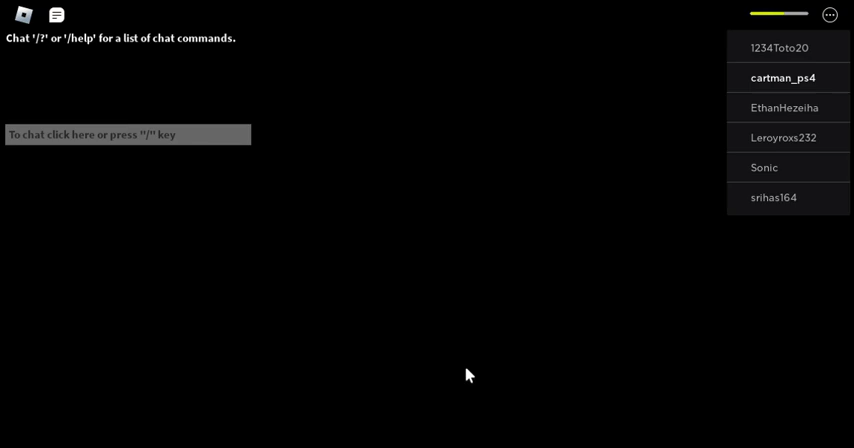 Chat '/?' or '/help' for a list of chat commands.
To chat click here or press "/" key
1234Toto20
cartman_ps4
EthanHezeiha
Leroyroxs232
Sonic
srihas164